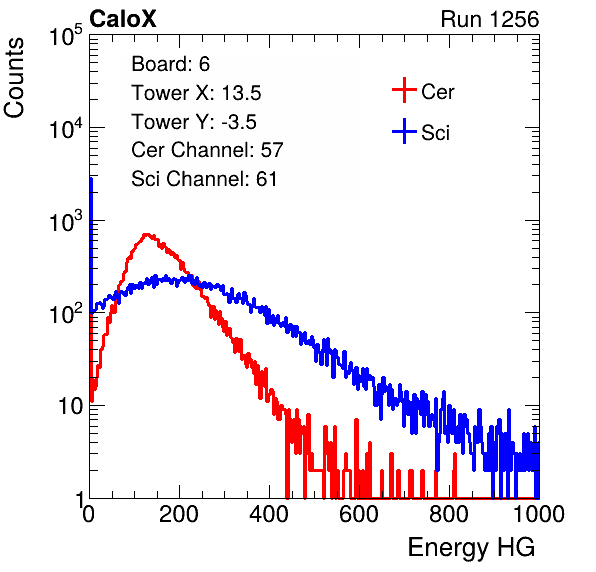 CaloX Run 1256
Counts
10^5
10^4
10^3
10^2
10
1
Board: 6
Tower X: 13.5
Tower Y: -3.5
Cer Channel: 57
Sci Channel: 61
Cer
Sci
0 200 400 600 800 1000
Energy HG